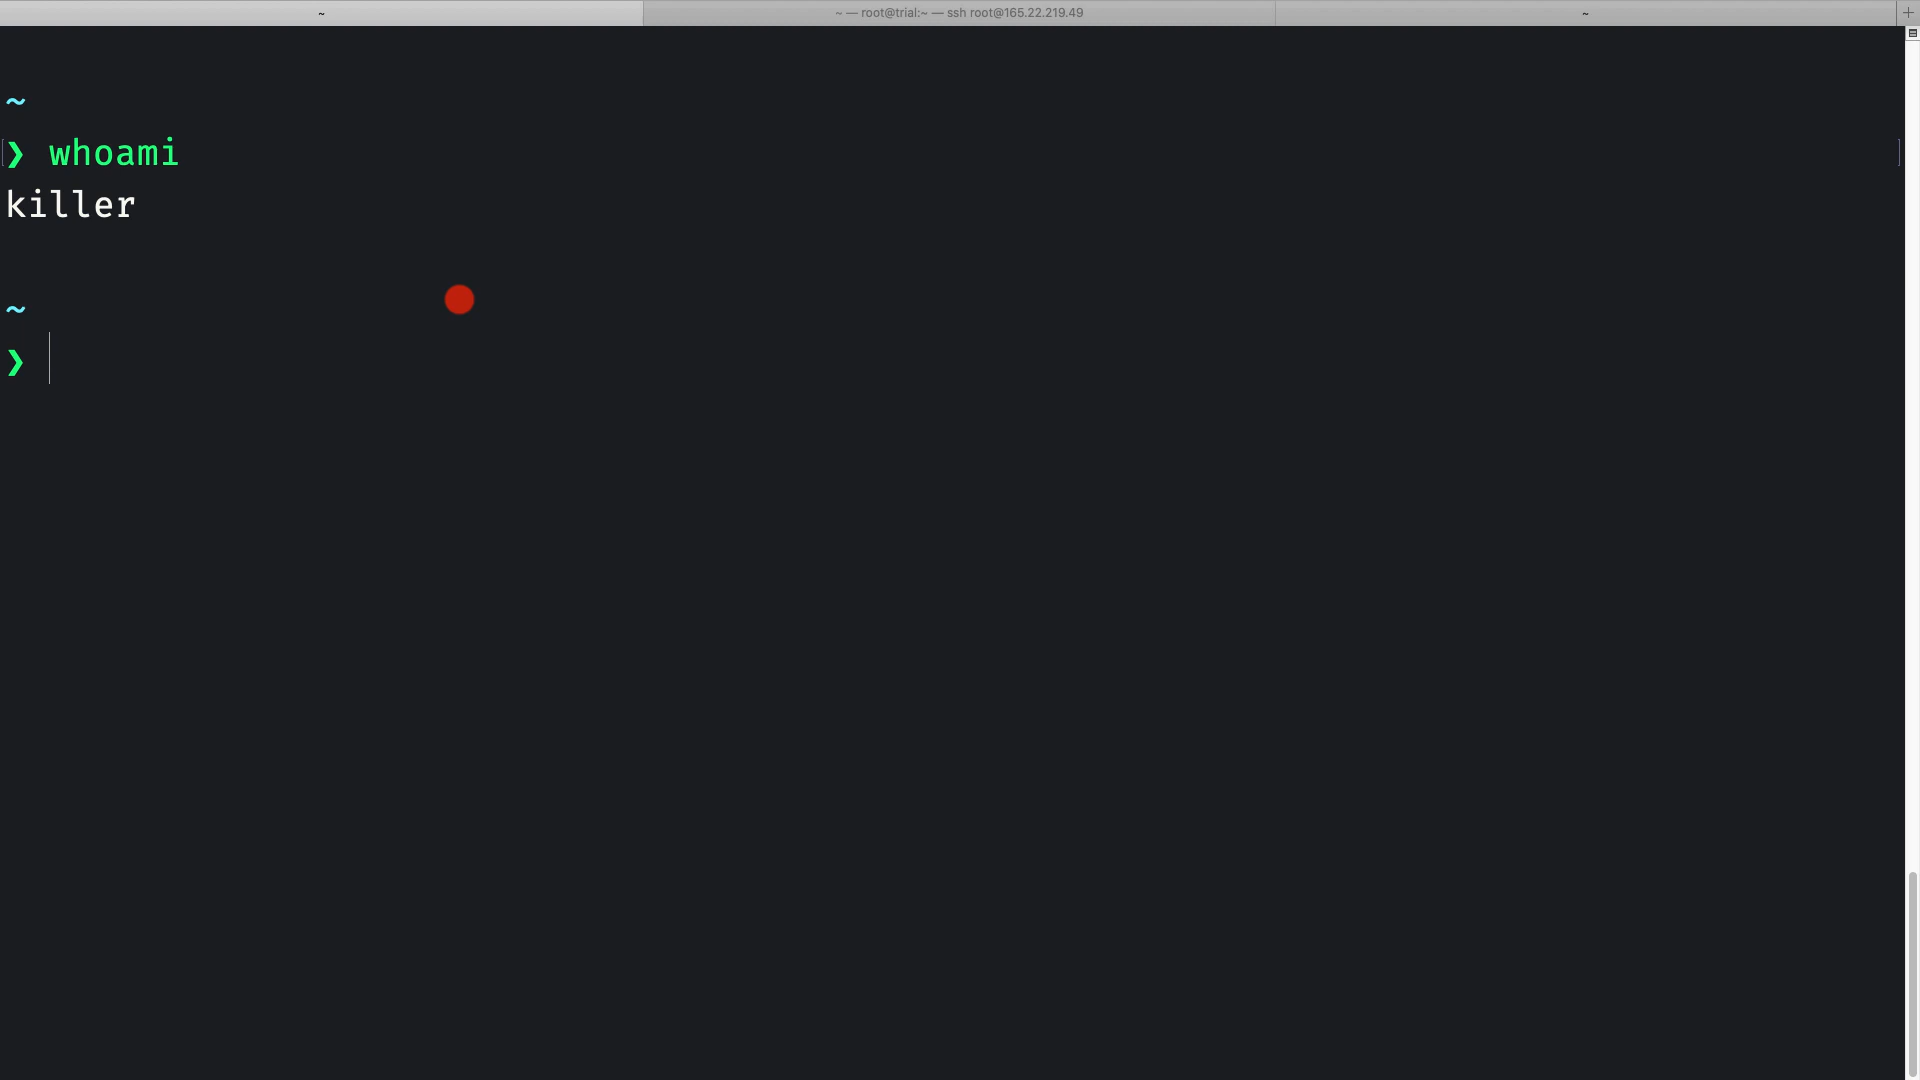 ~
~ — root@trial:~ — ssh root@165.22.219.49
~
~
❯ whoami
killer
~
❯